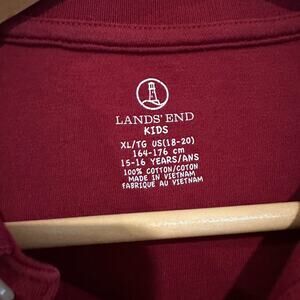 LANDS' END
KIDS
XL/TG US(18-20)
164-176 cm
15-16 YEARS/ANS
100% COTTON/COTON
MADE IN VIETNAM
FABRIQUE AU VIETNAM